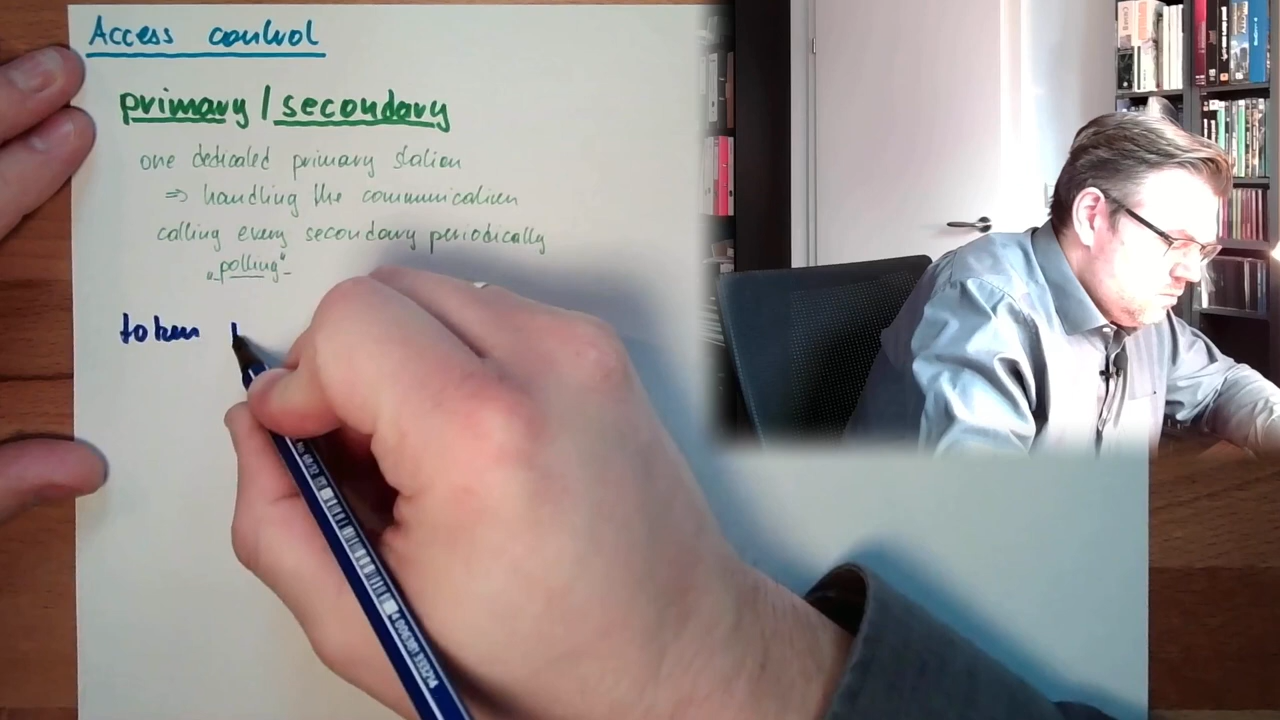 Access control
primary / secondary
one dedicated primary station
⇒ handling the communication
calling every secondary periodically
„polling"
token